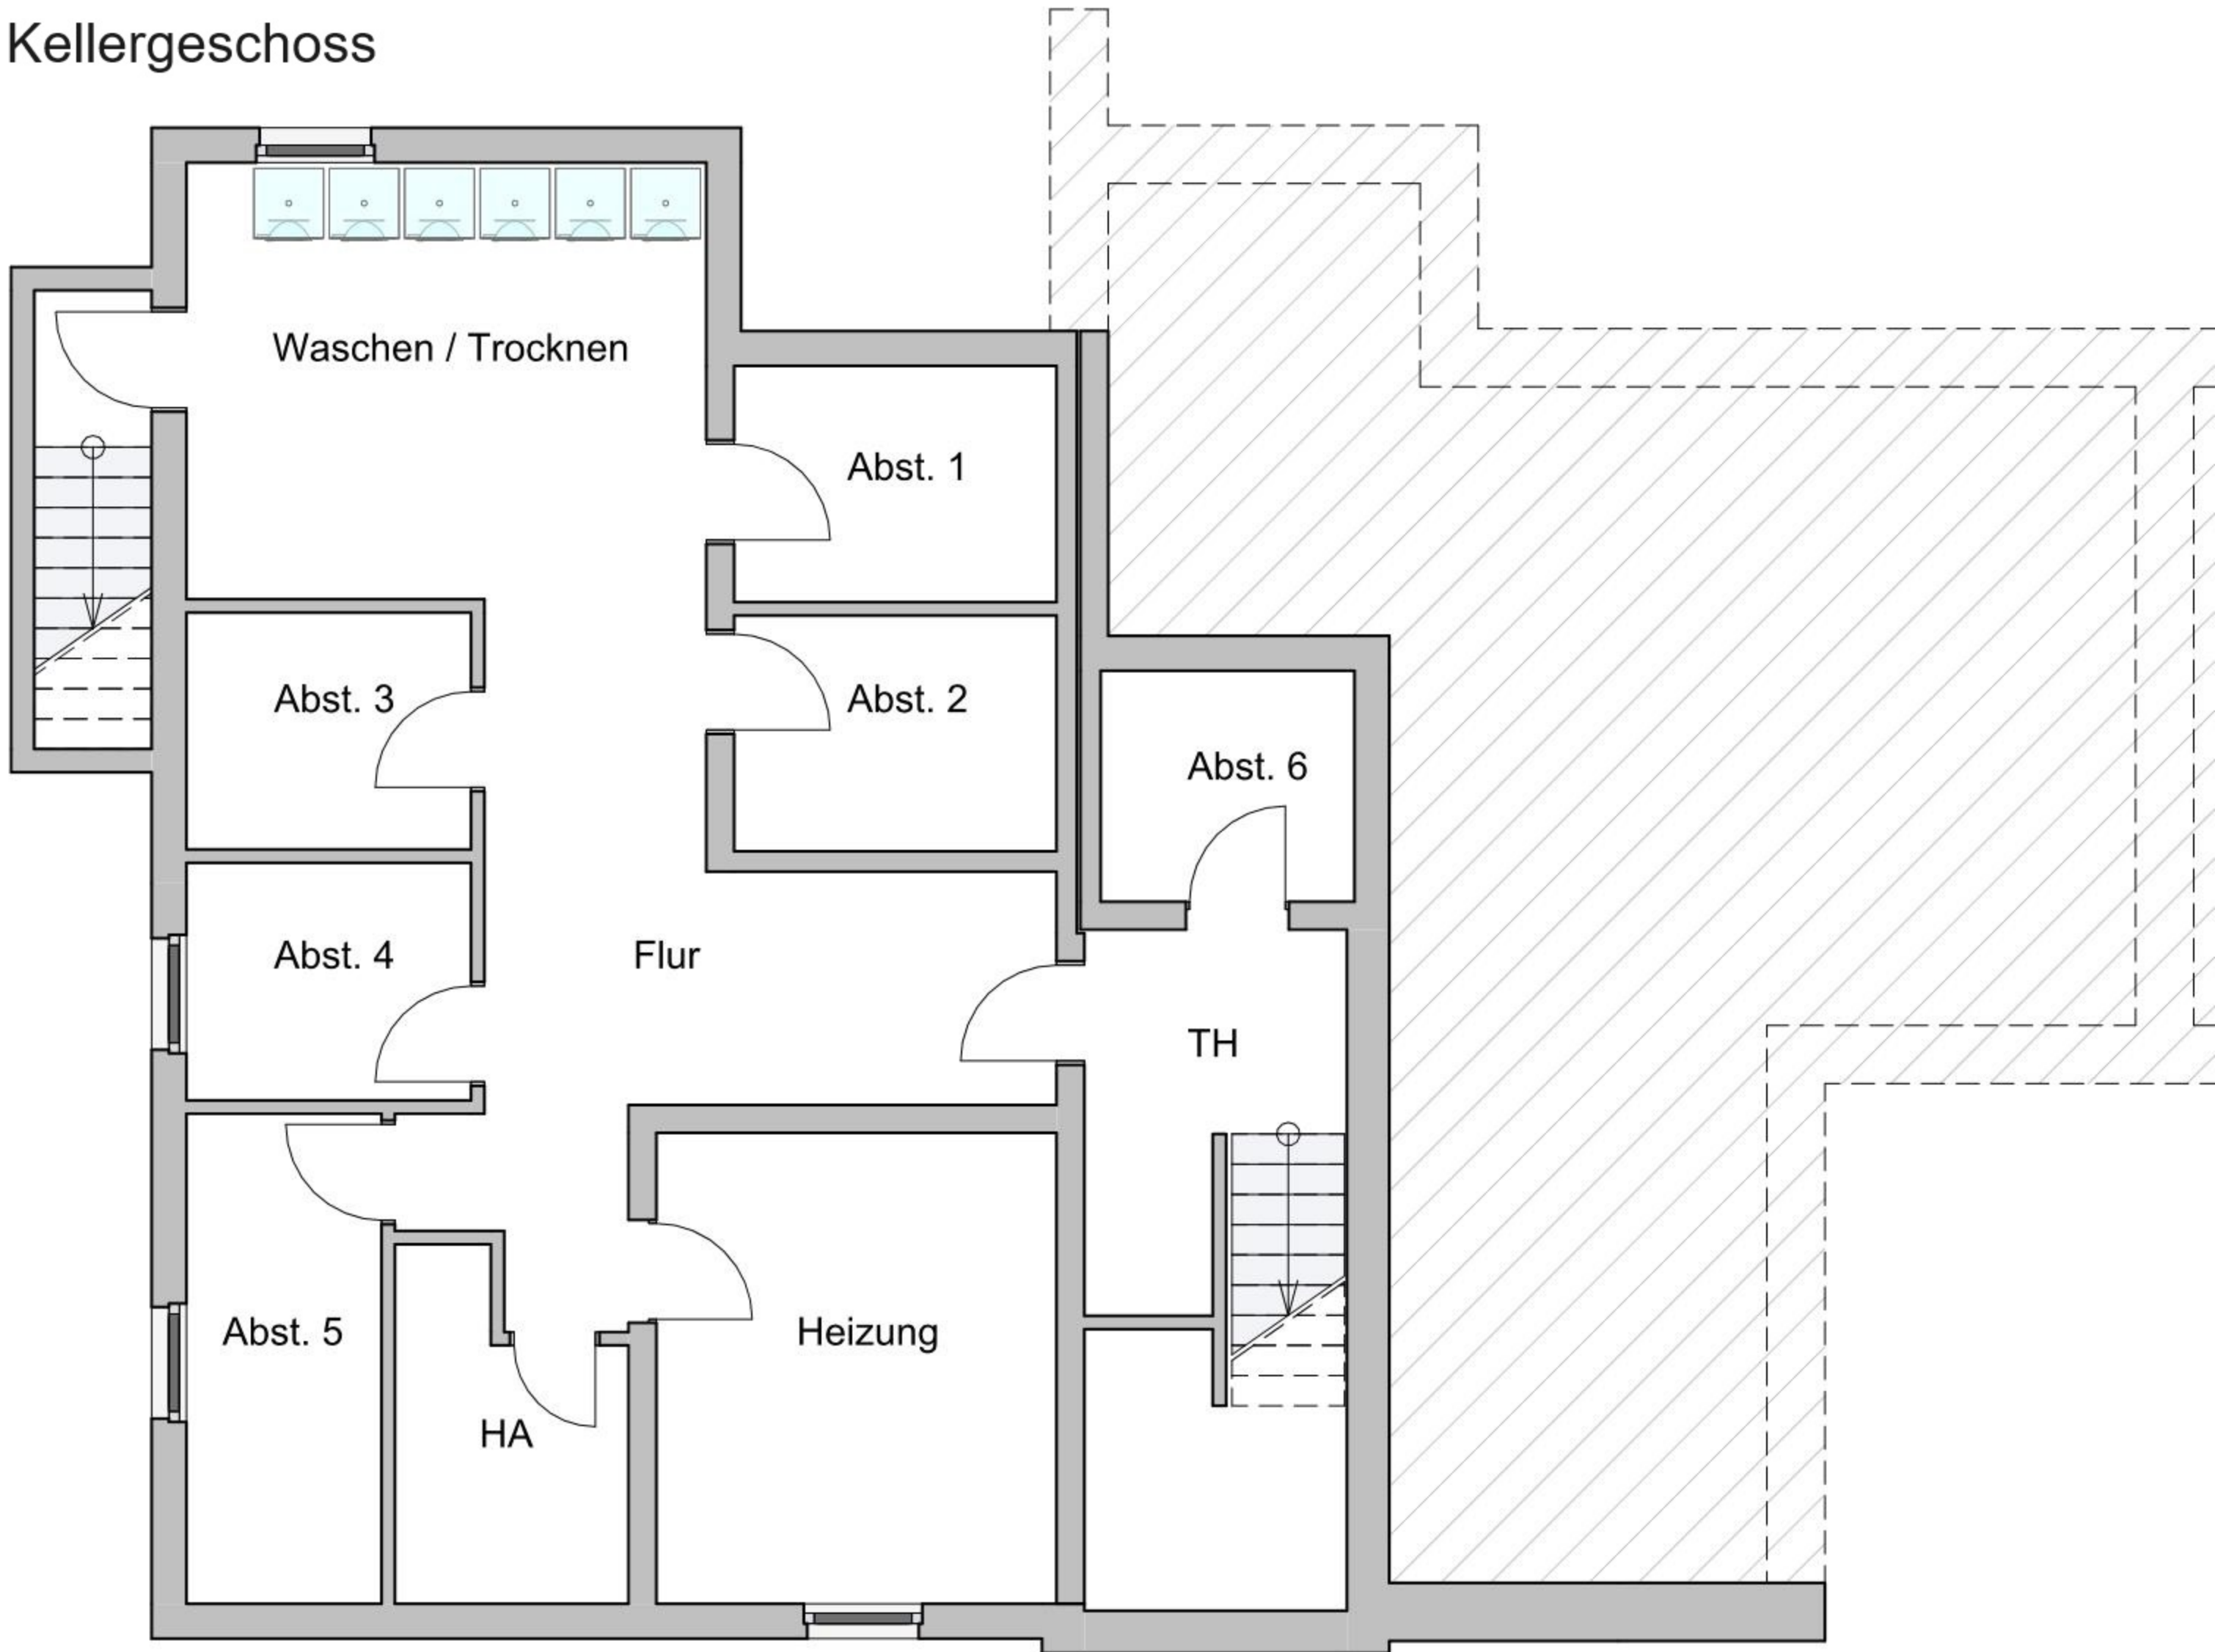 Kellergeschoss
Waschen / Trocknen
Abst. 1
Abst. 3
Abst. 2
Abst. 6
Abst. 4
Flur
TH
Abst. 5
Heizung
HA